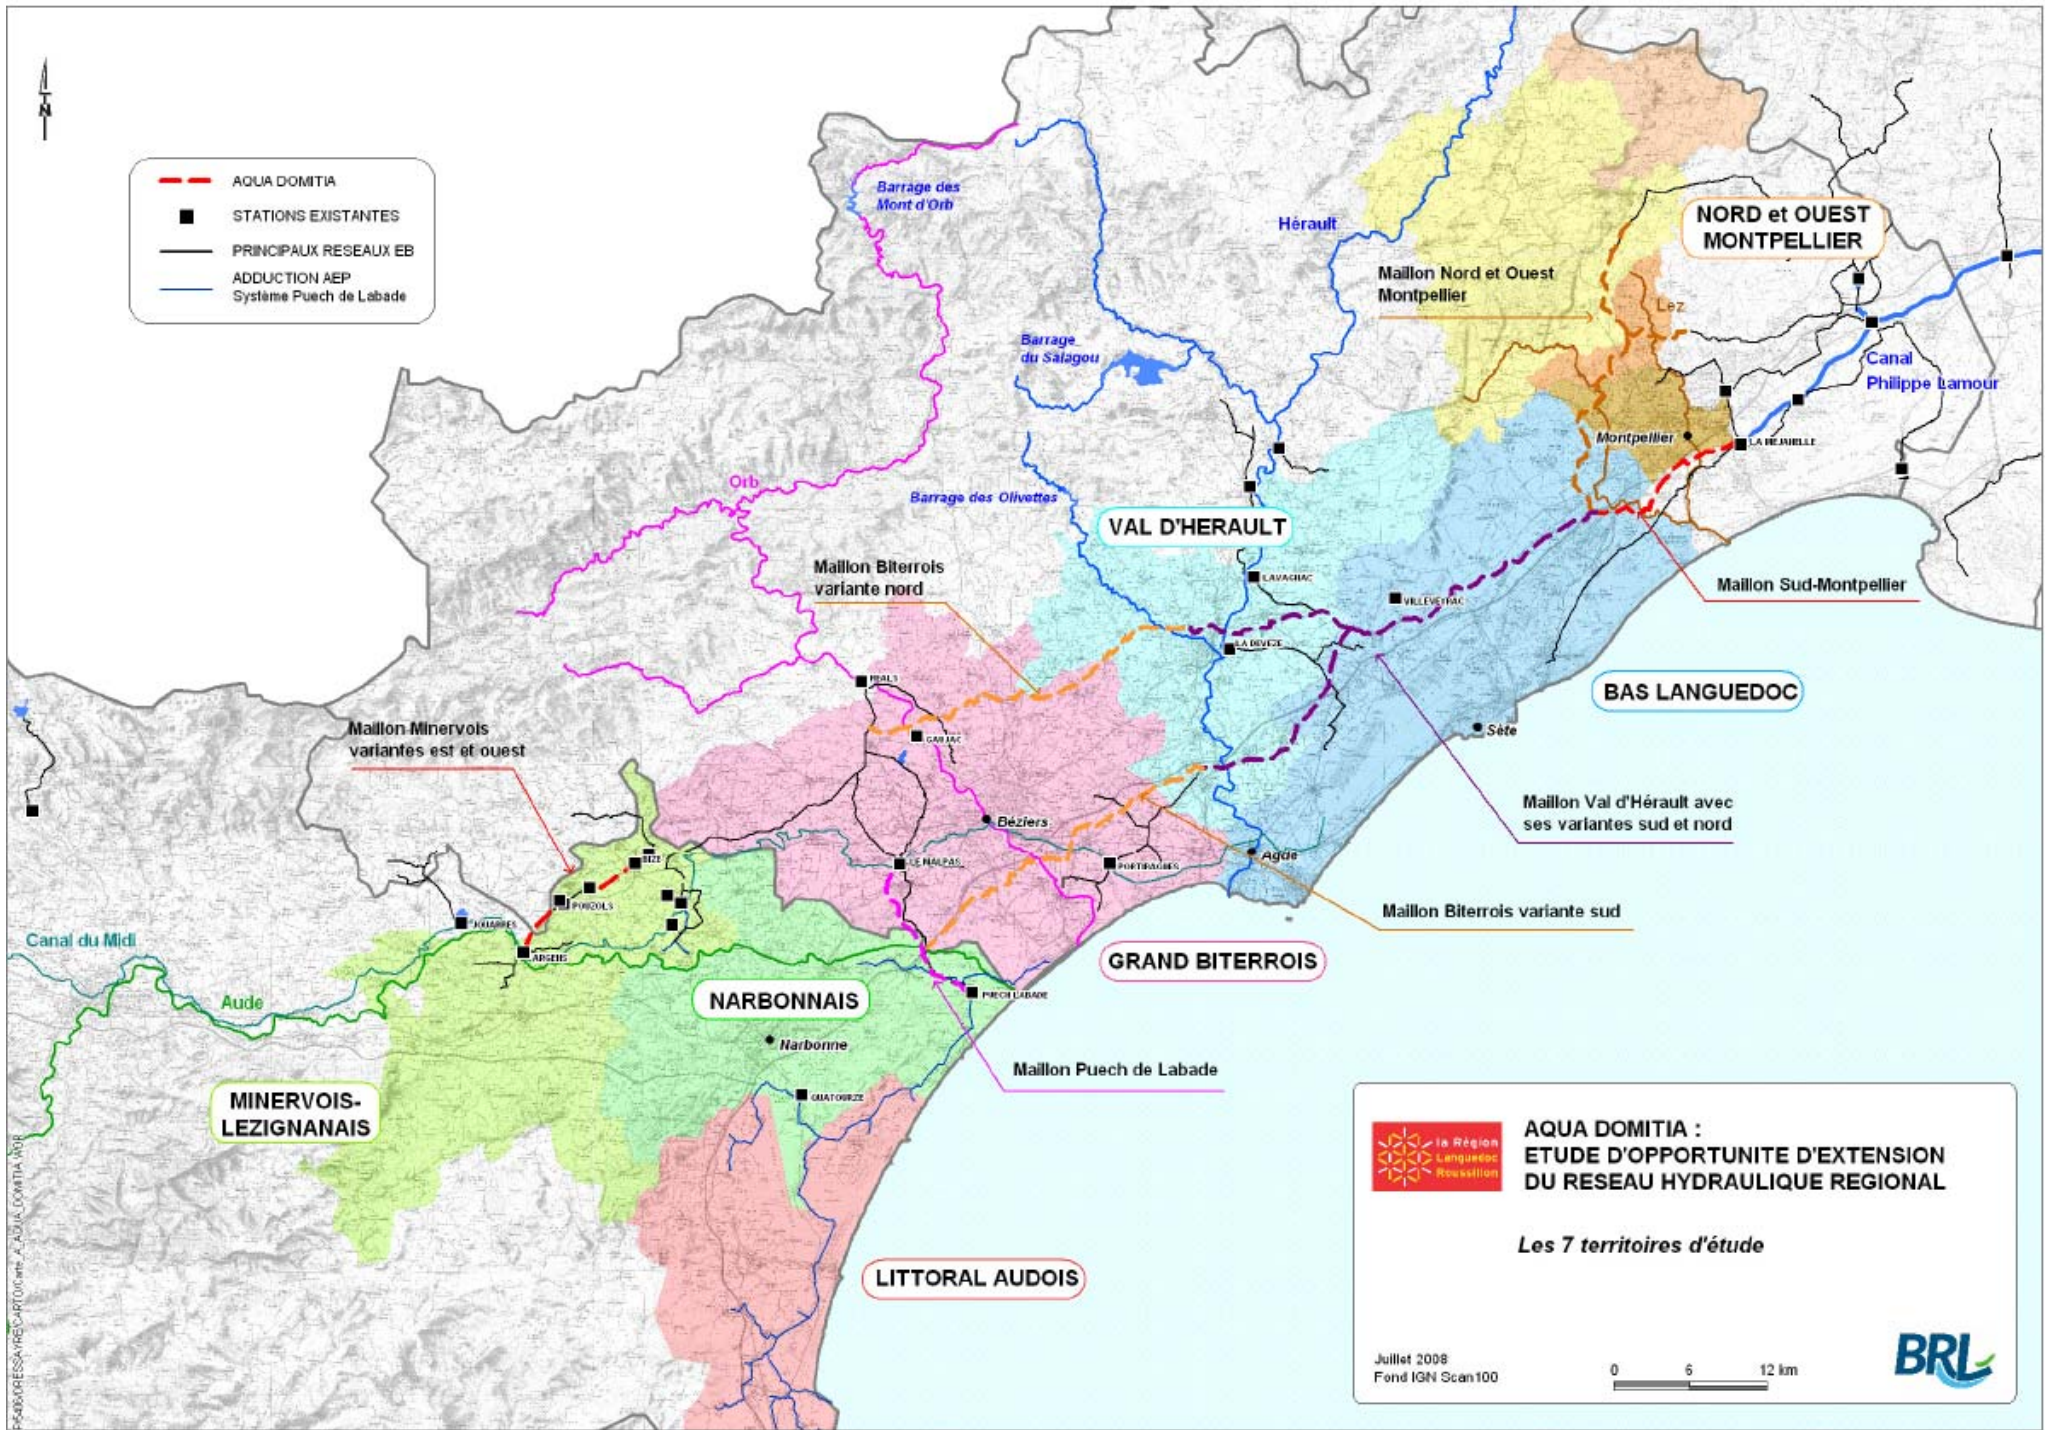 N
AQUA DOMITIA
STATIONS EXISTANTES
PRINCIPAUX RESEAUX EB
ADDUCTION AEP
Système Puech de Labade
Barrage des
Mont d'Orb
Hérault
NORD et OUEST
MONTPELLIER
Maillon Nord et Ouest
Montpellier
Lez
Barrage
du Salagou
Canal
Philippe Lamour
Montpellier
LA MEJANELLE
Orb
Barrage des Olivettes
VAL D'HERAULT
Maillon Biterrois
variante nord
LAVAGNAC
VILLEVEYRAC
Maillon Sud-Montpellier
LA DEVEZE
REALS
BAS LANGUEDOC
Maillon Minervois
variantes est et ouest
GAILJAC
Sète
Maillon Val d'Hérault avec
ses variantes sud et nord
Béziers
BIZE
LE MALPAS
PORTIRAGNES
Agde
POUZOLS
JOUARRES
Maillon Biterrois variante sud
Canal du Midi
ARGENS
GRAND BITERROIS
Aude
NARBONNAIS
PUECH LABADE
Narbonne
Maillon Puech de Labade
MINERVOIS-
LEZIGNANAIS
QUATOURZE
LITTORAL AUDOIS
la Région
Languedoc
Roussillon
AQUA DOMITIA :
ETUDE D'OPPORTUNITE D'EXTENSION
DU RESEAU HYDRAULIQUE REGIONAL
Les 7 territoires d'étude
Juillet 2008
Fond IGN Scan100
0 6 12 km
BRL